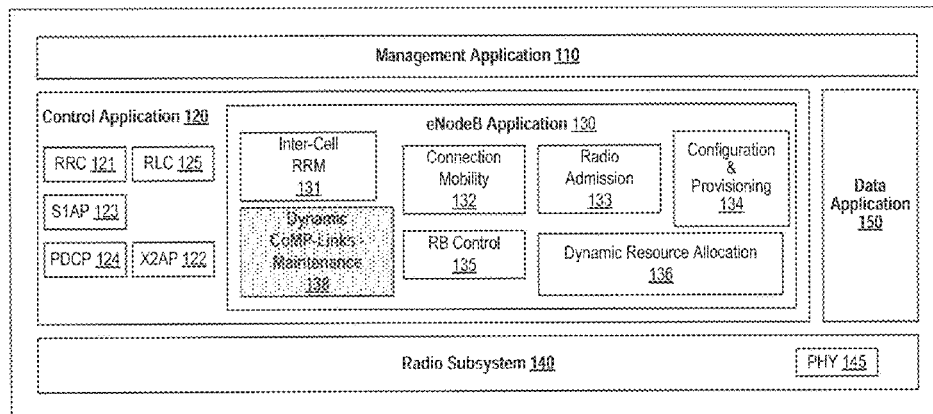 Management Application 110
Control Application 120
RRC 121
RLC 125
S1AP 123
PDCP 124
X2AP 122
eNodeB Application 130
Inter-Cell
RRM
131
Connection
Mobility
132
Radio
Admission
133
Configuration
&
Provisioning
134
Dynamic
CoMP-Links
Maintenance
138
RB Control
135
Dynamic Resource Allocation
136
Data
Application
150
Radio Subsystem 140
PHY 145